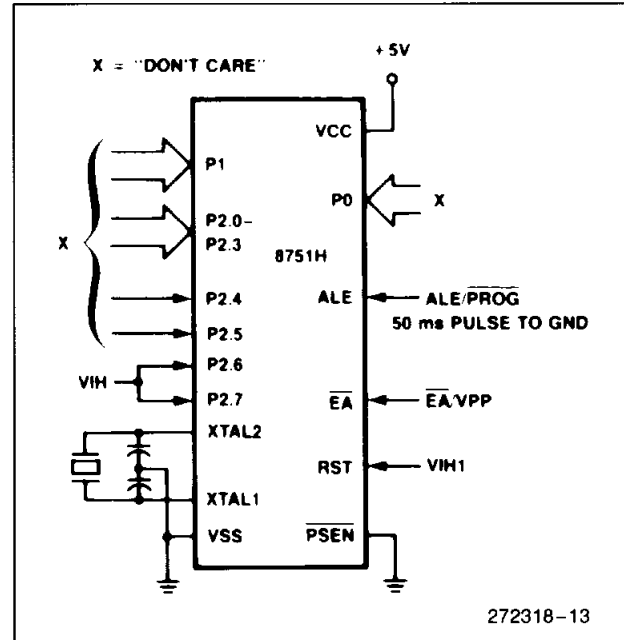 X = "DON'T CARE"
+5V
VCC
P1
P0
X
P2.0–
P2.3
X
8751H
P2.4
ALE
ALE/PROG
50 ms PULSE TO GND
P2.5
P2.6
VIH
P2.7
EA
EA/VPP
XTAL2
RST
VIH1
XTAL1
VSS
PSEN
272318–13